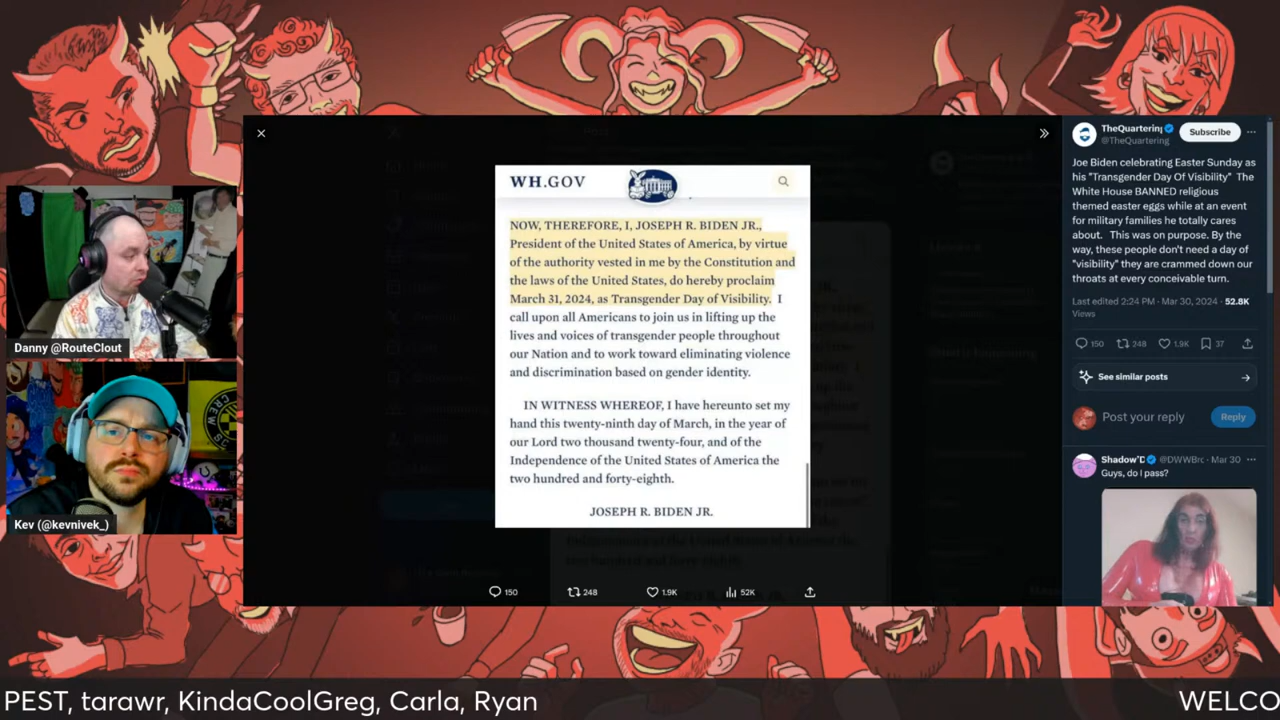 WH.GOV
NOW, THEREFORE, I, JOSEPH R. BIDEN JR.,
President of the United States of America, by virtue
of the authority vested in me by the Constitution and
the laws of the United States, do hereby proclaim
March 31, 2024, as Transgender Day of Visibility. I
call upon all Americans to join us in lifting up the
lives and voices of transgender people throughout
our Nation and to work toward eliminating violence
and discrimination based on gender identity.
IN WITNESS WHEREOF, I have hereunto set my
hand this twenty-ninth day of March, in the year of
our Lord two thousand twenty-four, and of the
Independence of the United States of America the
two hundred and forty-eighth.
JOSEPH R. BIDEN JR.
150 248 1.9K 52K
TheQuartering
Subscribe
@TheQuartering
Joe Biden celebrating Easter Sunday as
his "Transgender Day Of Visibility" The
White House BANNED religious
themed easter eggs while at an event
for military families he totally cares
about. This was on purpose. By the
way, these people don't need a day of
"visibility" they are crammed down our
throats at every conceivable turn.
Last edited 2:24 PM · Mar 30, 2024 · 52.8K
Views
150 248 1.9K 37
See similar posts
Post your reply
Reply
Shadow'D @DWWBrc · Mar 30
Guys, do I pass?
Danny @RouteClout
Kev (@kevnivek_)
PEST, tarawr, KindaCoolGreg, Carla, Ryan
WELCO